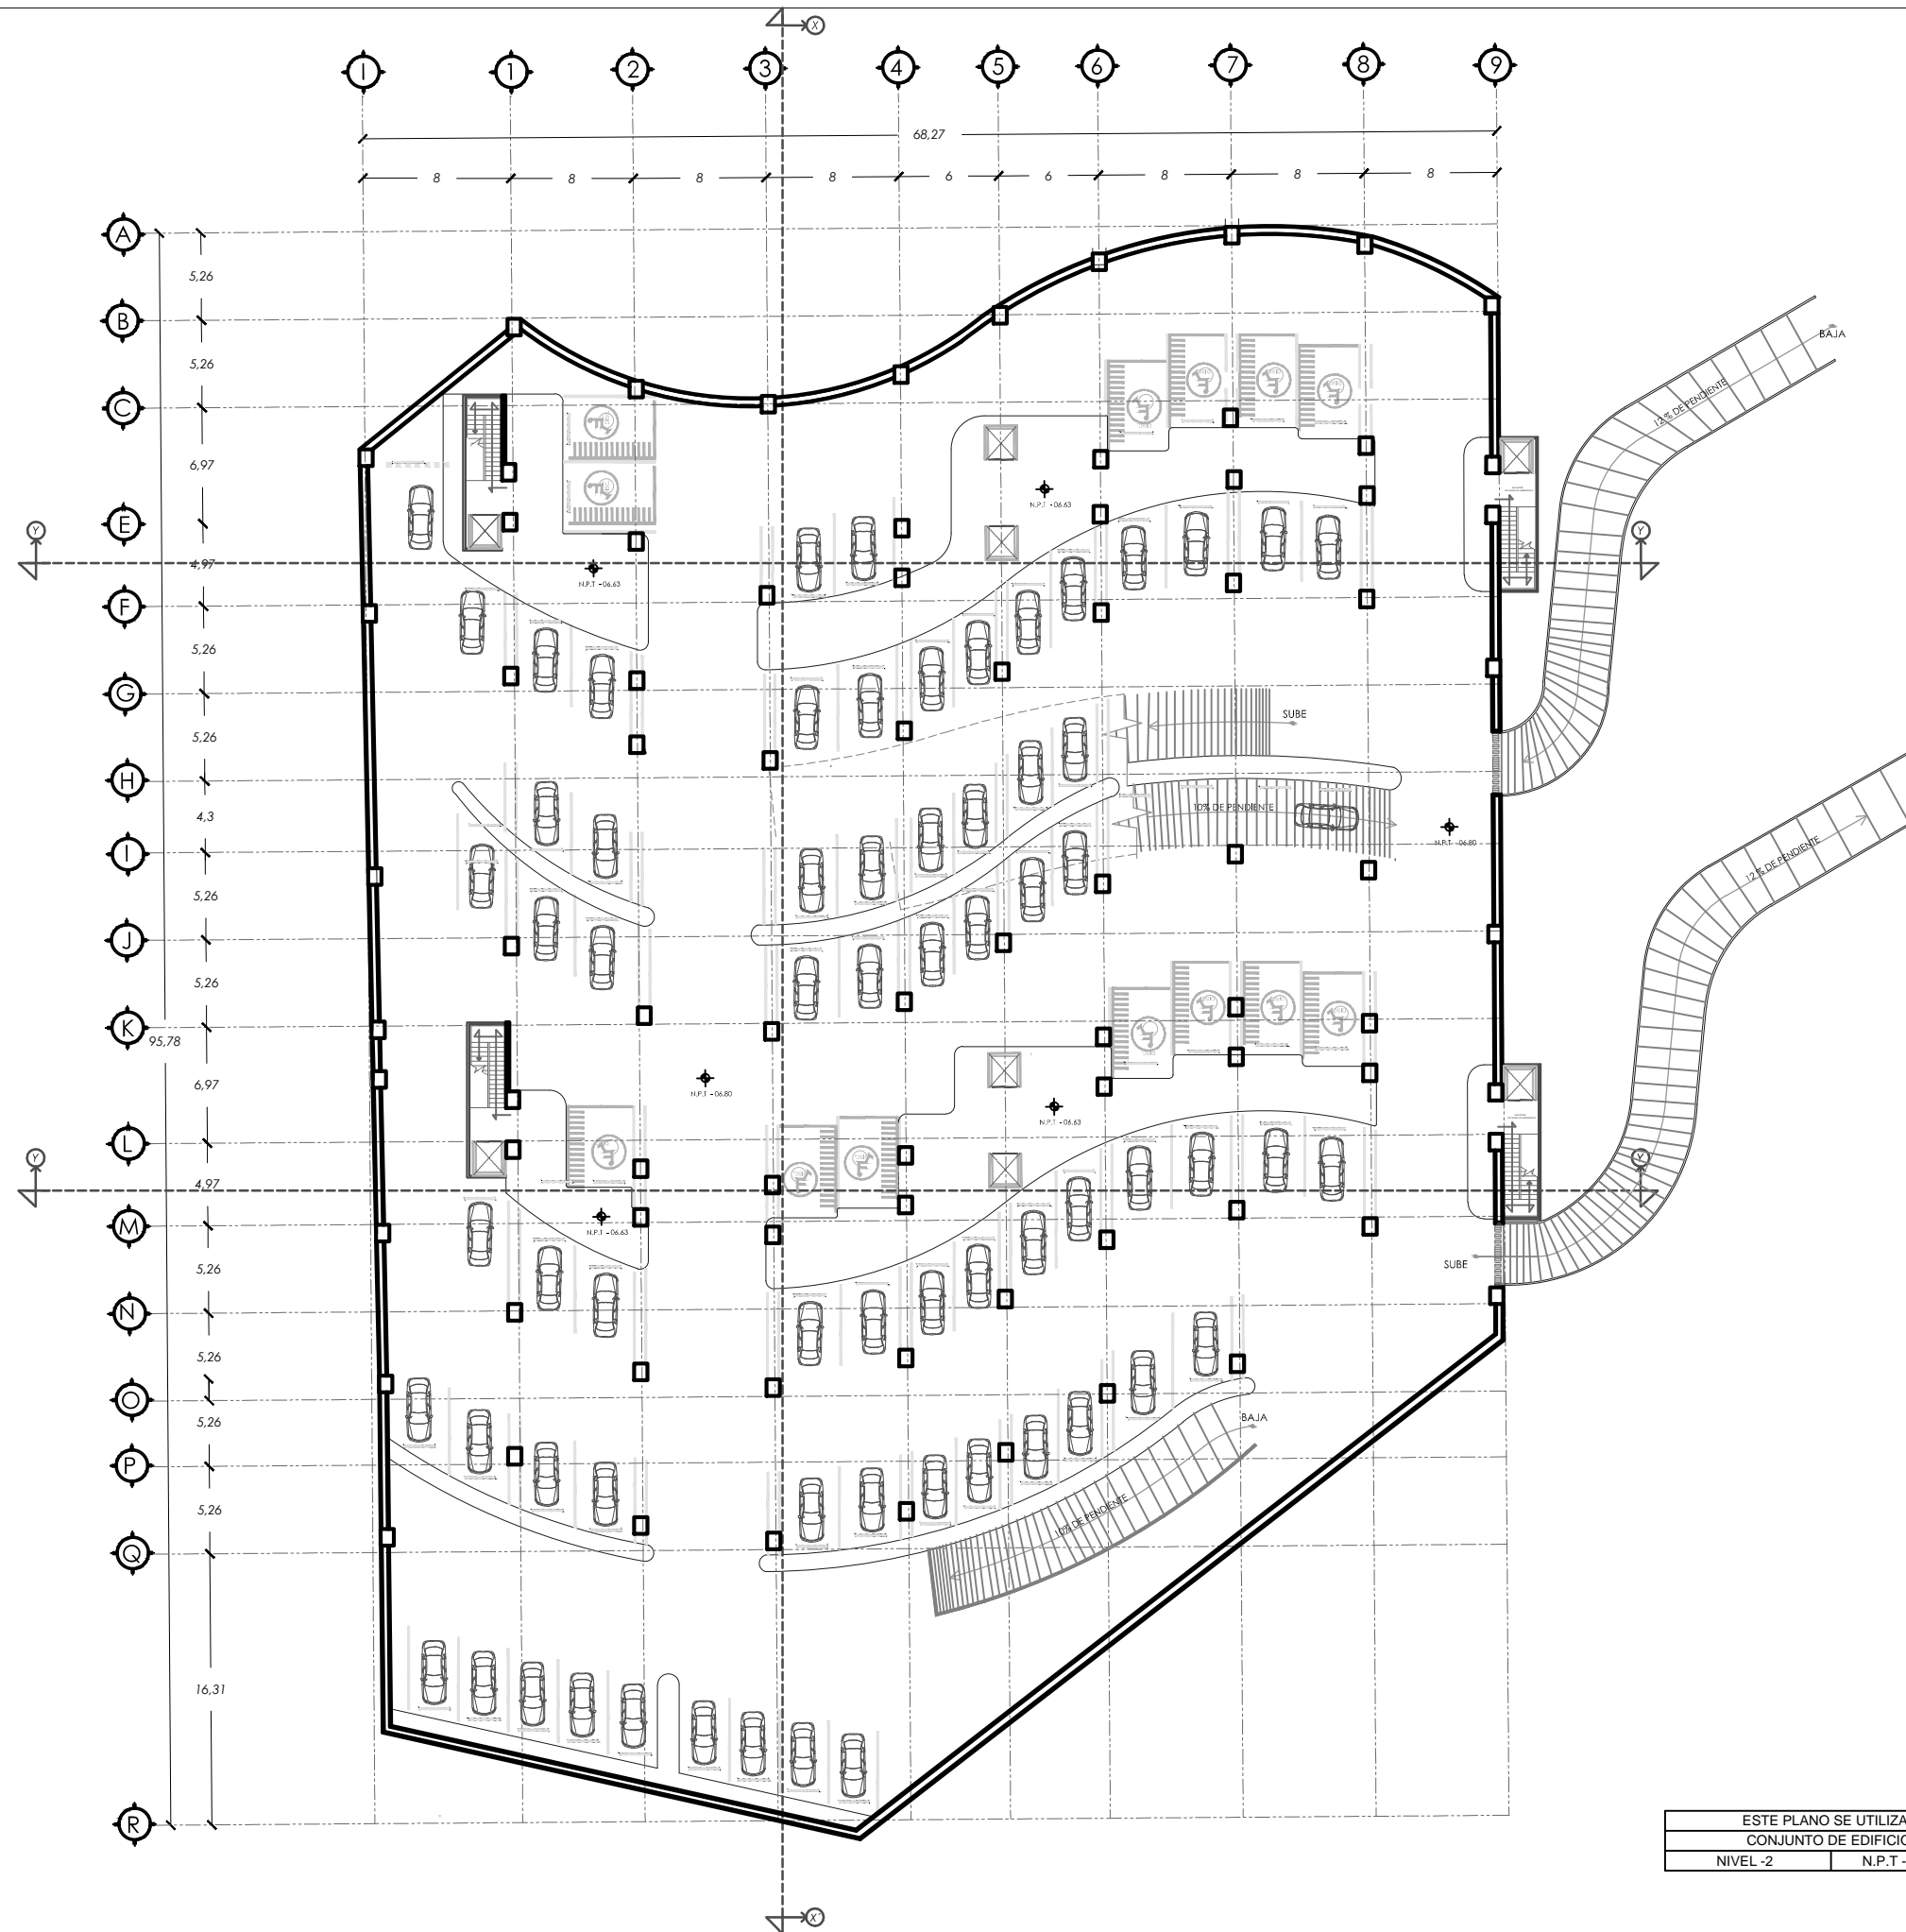 X
I 1 2 3 4 5 6 7 8 9
68,27
8 8 8 8 6 6 8 8 8
A
5,26
B
BAJA
5,26
C
12 % DE PENDIENTE
6,97
N.P.T -06.63
E
Y Y
4,97
N.P.T -06.63
F
5,26
G
SUBE
5,26
H
10% DE PENDIENTE
4,3
N.P.T -06.80
I
12 % DE PENDIENTE
5,26
J
5,26
K
95,78
6,97
N.P.T -06.80
N.P.T -06.63
L
Y Y
4,97
M
N.P.T -06.63
SUBE
5,26
N
5,26
O
BAJA
5,26
P
10% DE PENDIENTE
5,26
Q
16,31
R
ESTE PLANO SE UTILIZA
CONJUNTO DE EDIFICIO
NIVEL -2 N.P.T -
X'